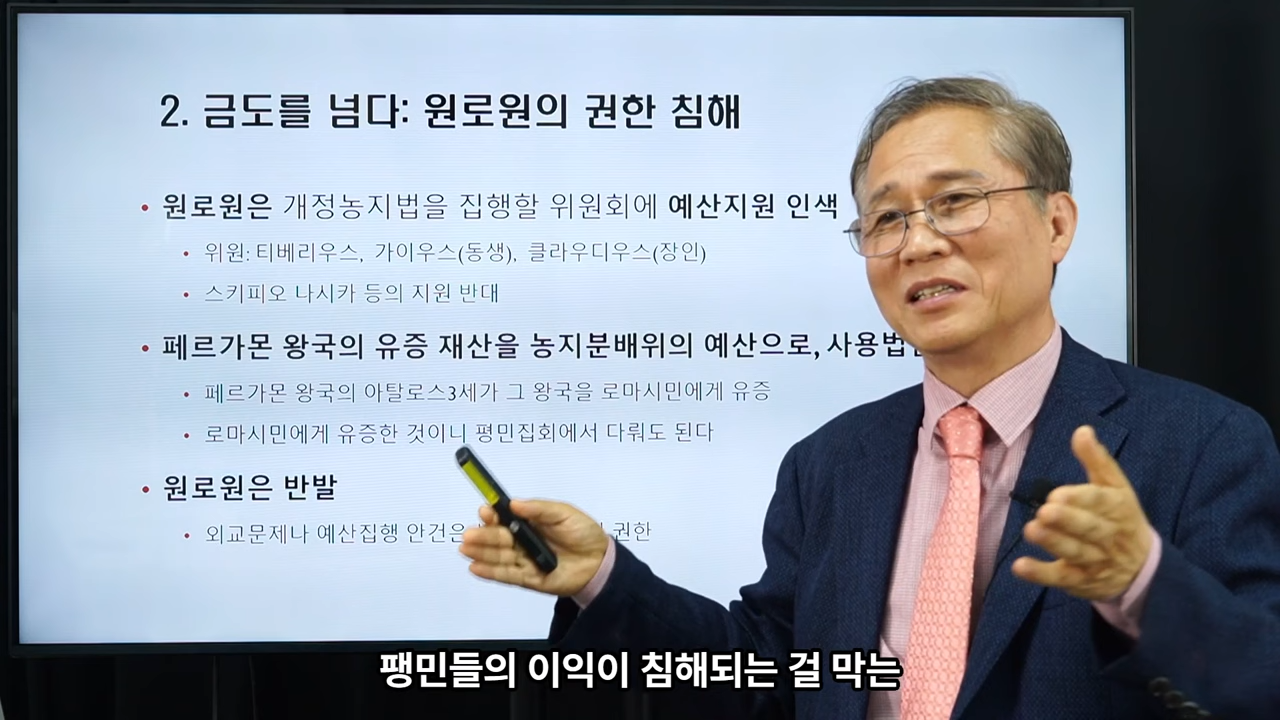 2. 금도를 넘다: 원로원의 권한 침해
• 원로원은 개정농지법을 집행할 위원회에 예산지원 인색
• 위원: 티베리우스, 가이우스(동생), 클라우디우스(장인)
• 스키피오 나시카 등의 지원 반대
• 페르가몬 왕국의 유증 재산을 농지분배위의 예산으로, 사용법
• 페르가몬 왕국의 아탈로스3세가 그 왕국을 로마시민에게 유증
• 로마시민에게 유증한 것이니 평민집회에서 다뤄도 된다
• 원로원은 반발
• 외교문제나 예산집행 안건은 권한
팽민들의 이익이 침해되는 걸 막는